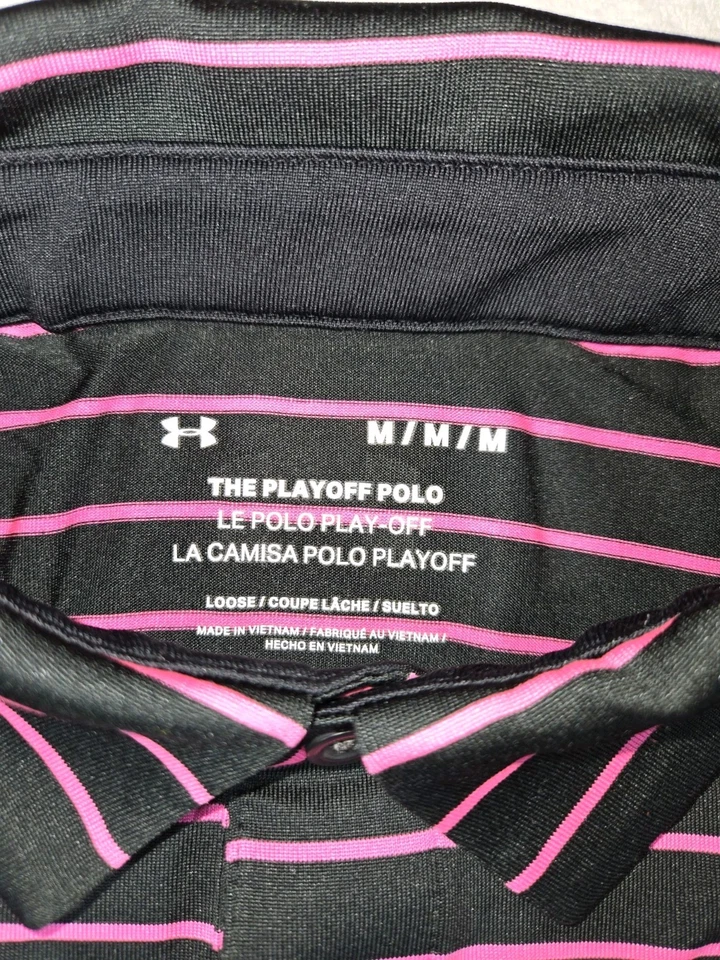 M / M / M
THE PLAYOFF POLO
LE POLO PLAY-OFF
LA CAMISA POLO PLAYOFF
LOOSE / COUPE LÂCHE / SUELTO
MADE IN VIETNAM / FABRIQUÉ AU VIETNAM /
HECHO EN VIETNAM